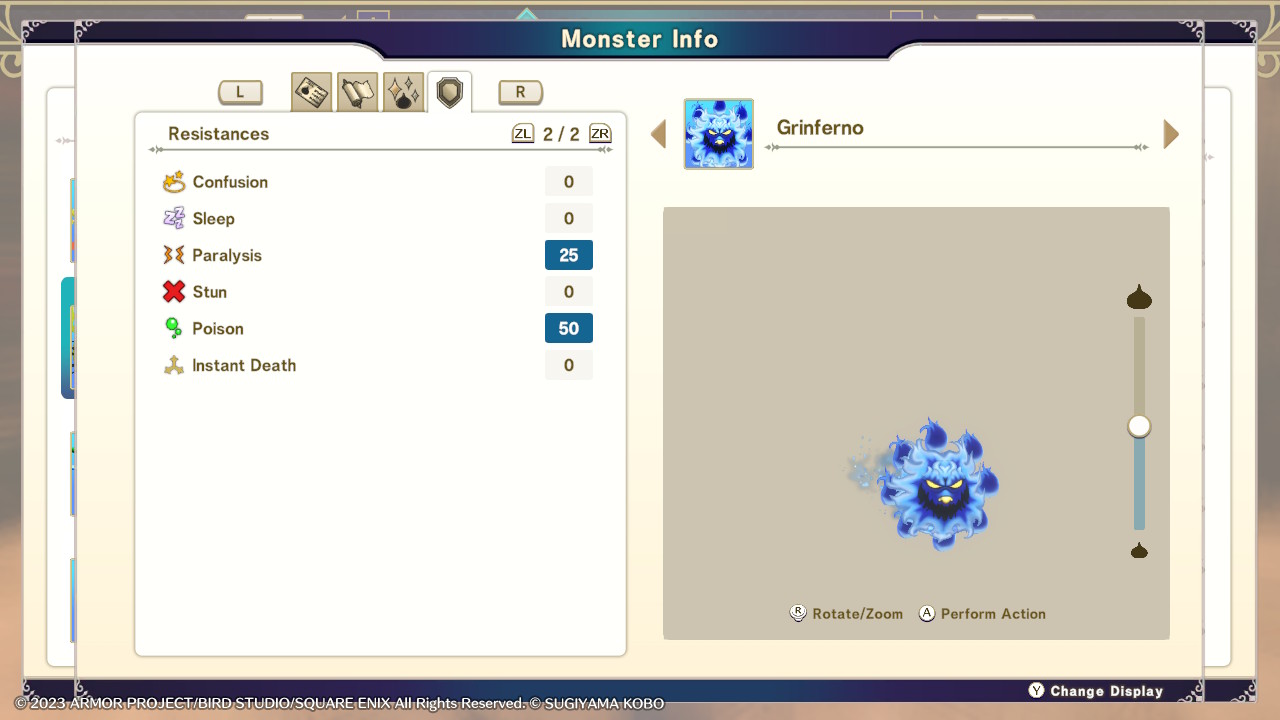 Monster Info
L
R
Resistances
ZL 2 / 2 ZR
Confusion 0
Sleep 0
Paralysis 25
Stun 0
Poison 50
Instant Death 0
Grinferno
R Rotate/Zoom A Perform Action
Y Change Display
© 2023 ARMOR PROJECT/BIRD STUDIO/SQUARE ENIX All Rights Reserved. © SUGIYAMA KOBO